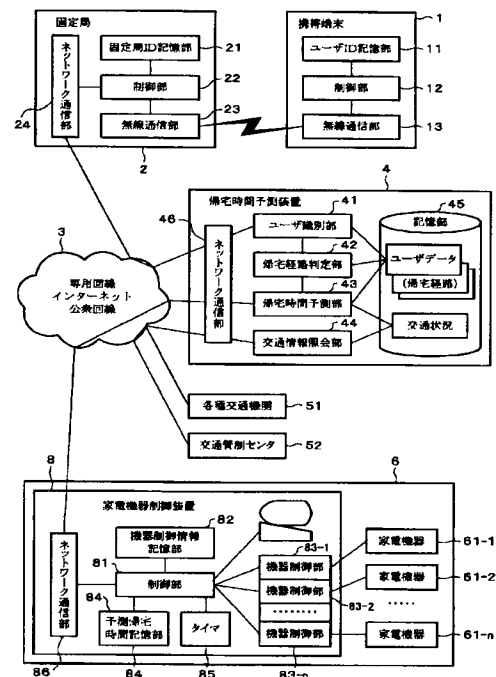 固定局
固定局ID記憶部
21
制御部
22
無線通信部
23
ネットワーク通信部
24
2
携帯端末
1
ユーザID記憶部
11
制御部
12
無線通信部
13
4
帰宅時間予測装置
46
ネットワーク通信部
41
ユーザ識別部
42
帰宅経路判定部
43
帰宅時間予測部
44
交通情報照会部
記憶部
45
ユーザデータ
(帰宅経路)
交通状況
3
専用回線
インターネット
公衆回線
各種交通機関
51
交通管制センタ
52
8
6
家電機器制御装置
機器制御情報
記憶部
82
81
制御部
84
予測帰宅
時間記憶部
84
タイマ
85
ネットワーク通信部
86
83-1
機器制御部
機器制御部
83-2
‥‥‥‥
機器制御部
83-n
家電機器
61-1
家電機器
61-2
‥‥‥
家電機器
61-n